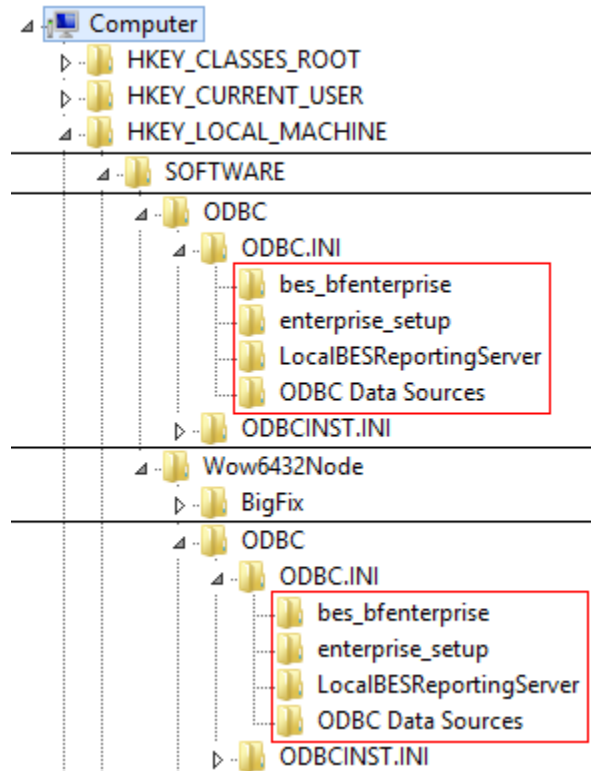 Computer
HKEY_CLASSES_ROOT
HKEY_CURRENT_USER
HKEY_LOCAL_MACHINE
SOFTWARE
ODBC
ODBC.INI
bes_bfenterprise
enterprise_setup
LocalBESReportingServer
ODBC Data Sources
ODBCINST.INI
Wow6432Node
BigFix
ODBC
ODBC.INI
bes_bfenterprise
enterprise_setup
LocalBESReportingServer
ODBC Data Sources
ODBCINST.INI